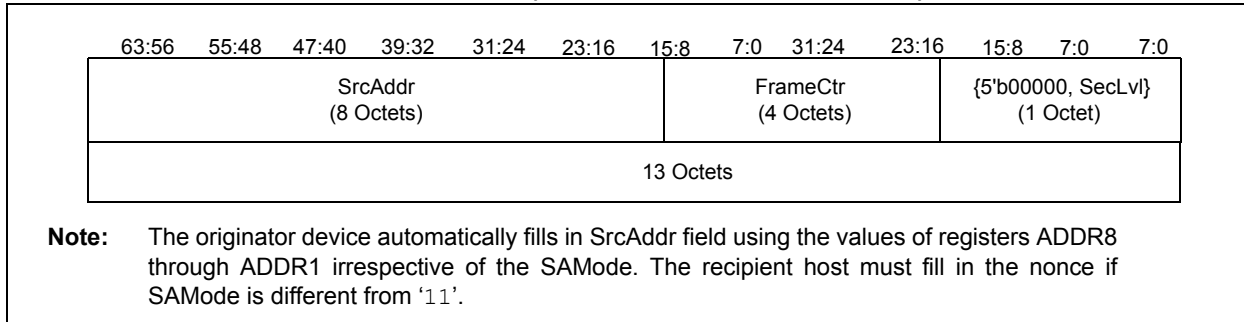 63:56 55:48 47:40 39:32 31:24 23:16 15:8 7:0 31:24 23:16 15:8 7:0 7:0
SrcAddr
(8 Octets)
FrameCtr
(4 Octets)
{5'b00000, SecLvl}
(1 Octet)
13 Octets
Note: The originator device automatically fills in SrcAddr field using the values of registers ADDR8
through ADDR1 irrespective of the SAMode. The recipient host must fill in the nonce if
SAMode is different from ‘11’.